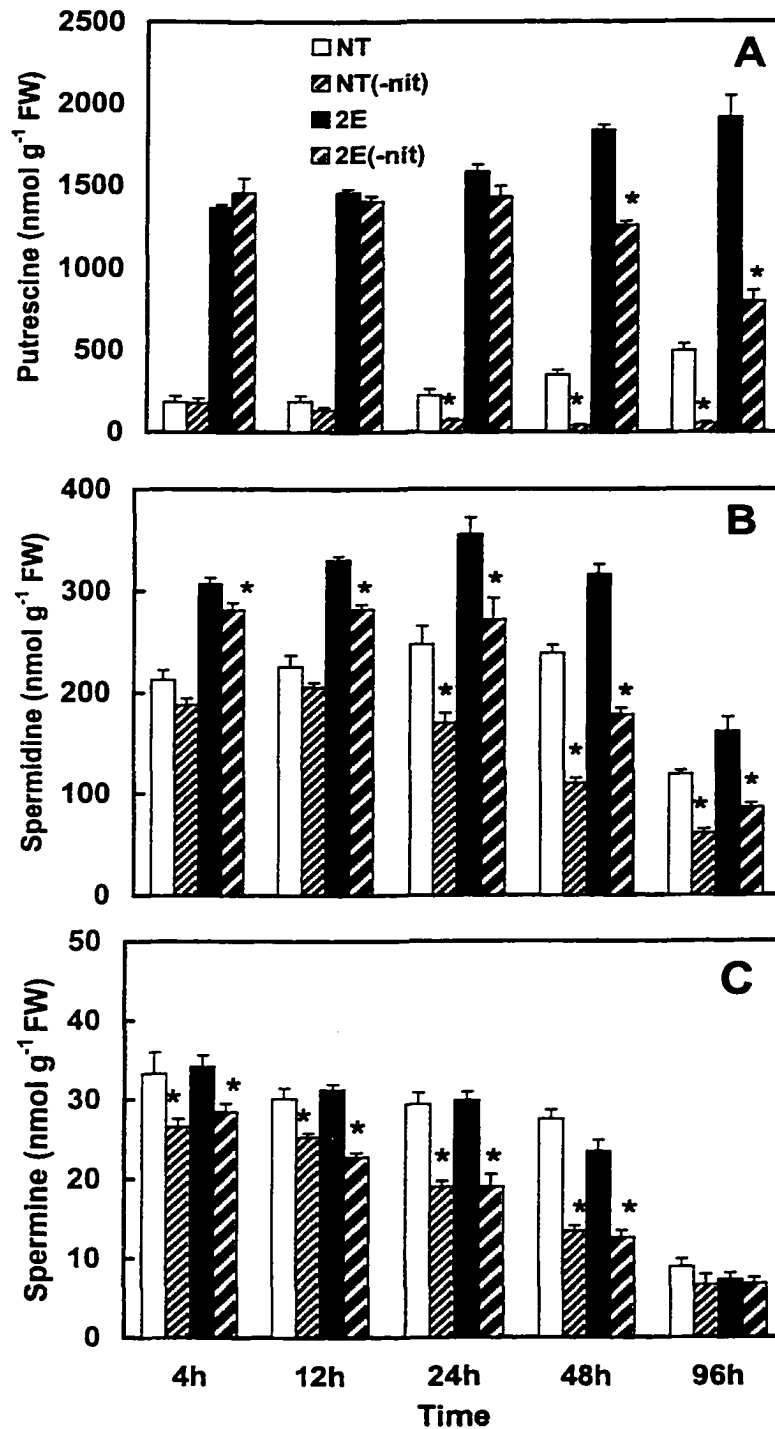 2500
2000
1500
1000
500
0
Putrescine (nmol g-1 FW)
NT
NT(-nit)
2E
2E(-nit)
A
* * * * *
400
300
200
100
0
Spermidine (nmol g-1 FW)
B
* * * * * * * *
50
40
30
20
10
0
Spermine (nmol g-1 FW)
C
* * * * * * * *
4h 12h 24h 48h 96h
Time